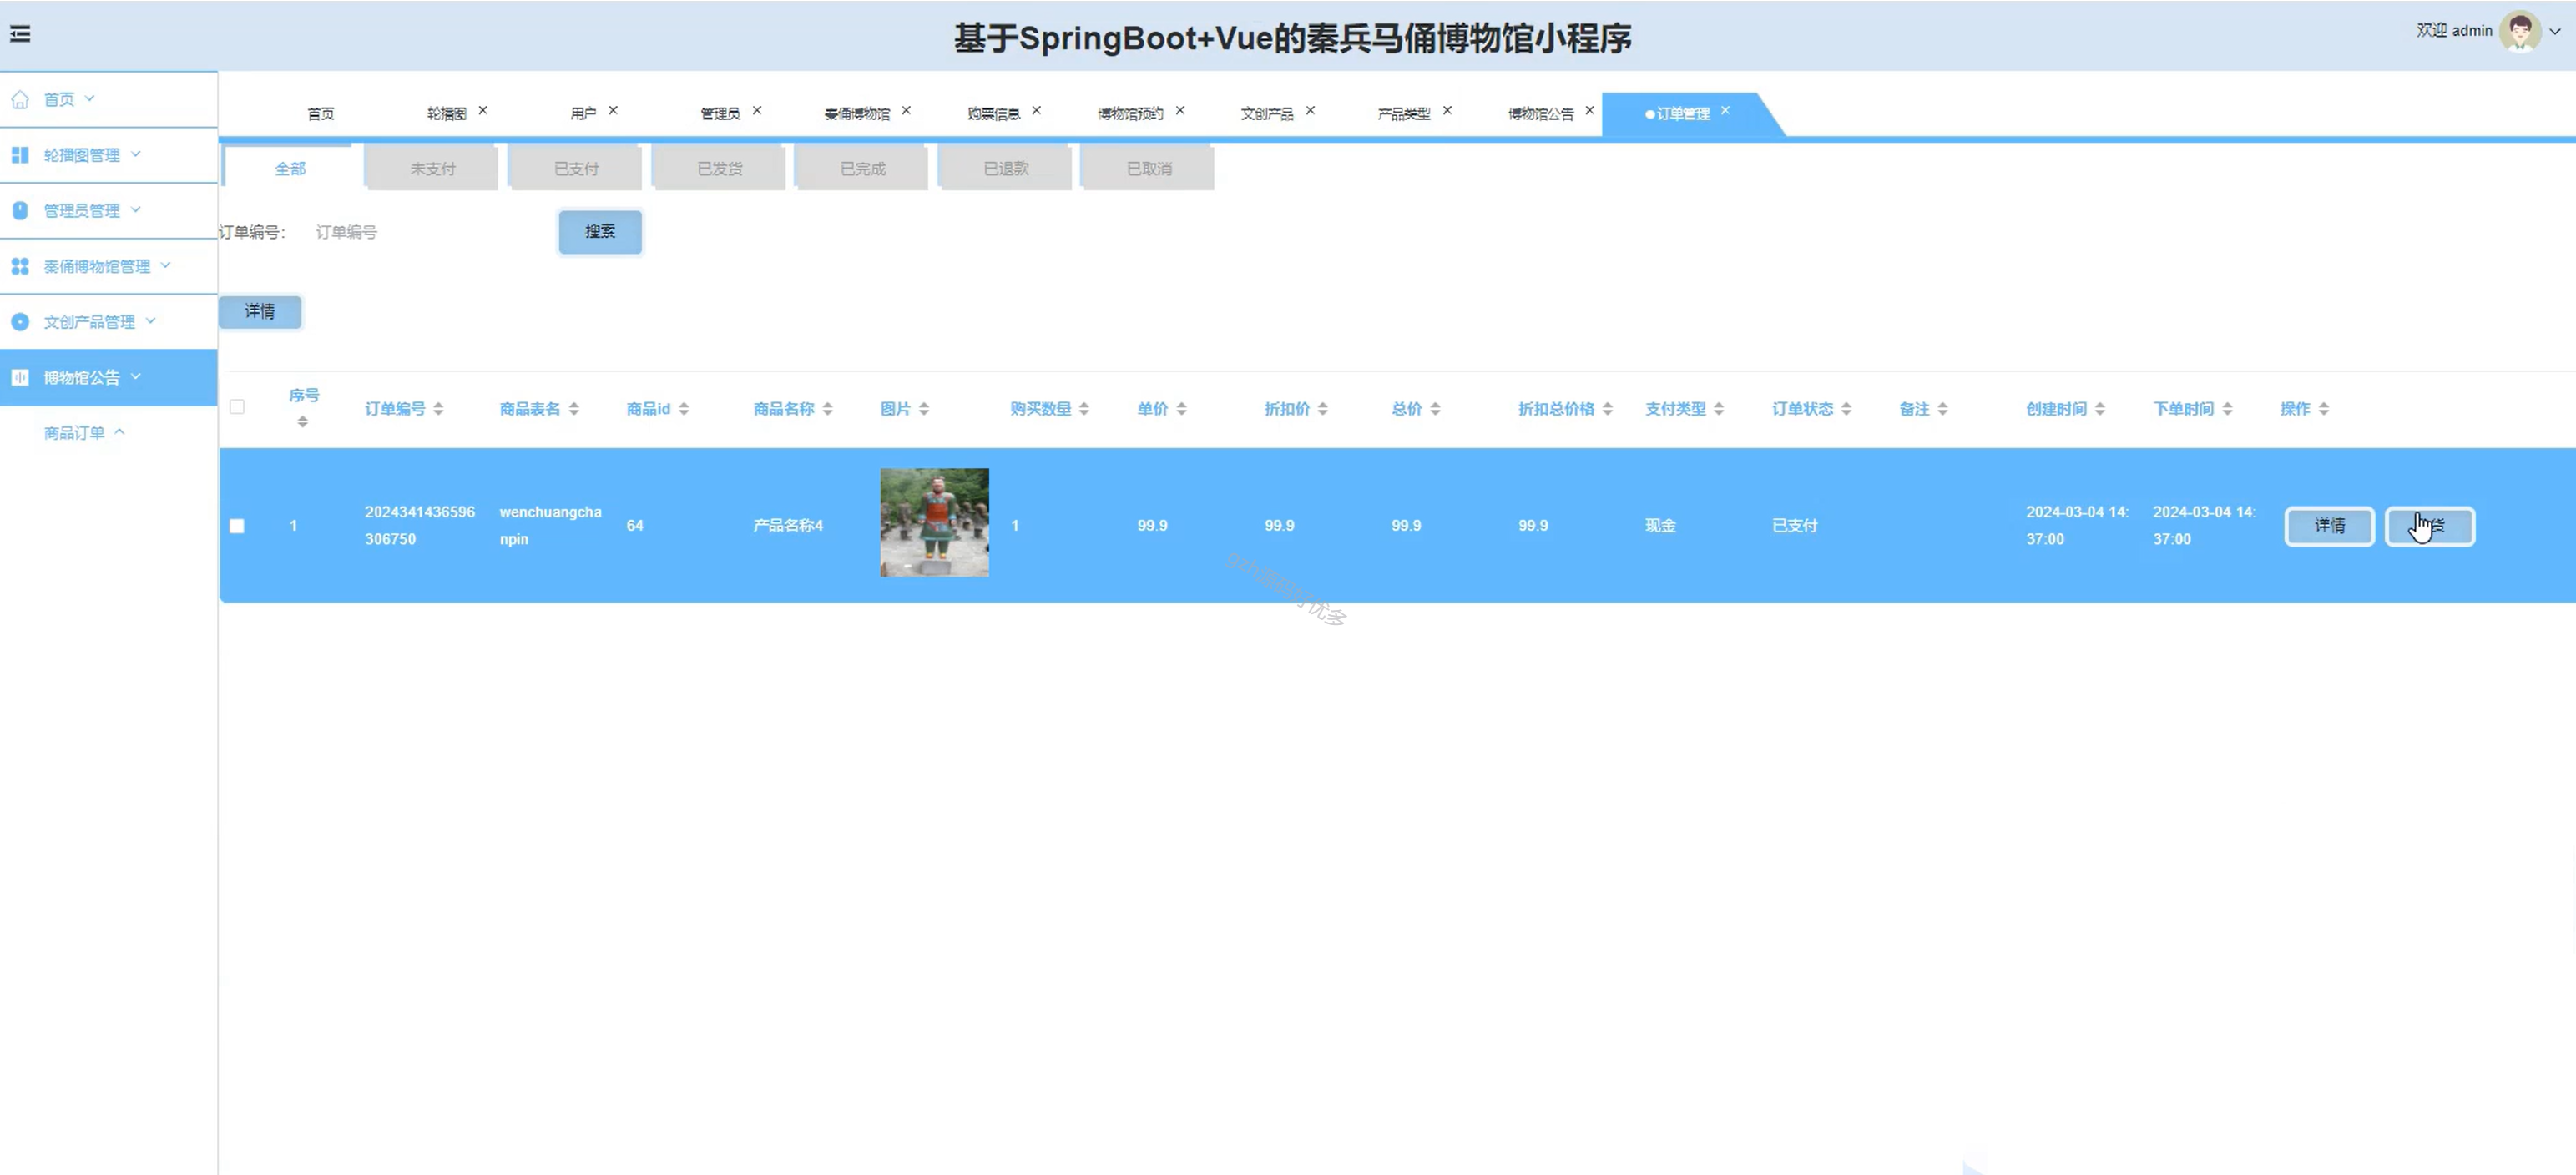 基于SpringBoot+Vue的秦兵马俑博物馆小程序
欢迎 admin
首页
轮播图管理
管理员管理
秦俑博物馆管理
文创产品管理
博物馆公告
商品订单
首页 轮播图 用户 管理员 秦俑博物馆 购票信息 博物馆预约 文创产品 产品类型 博物馆公告 订单管理
全部 未支付 已支付 已发货 已完成 已退款 已取消
订单编号： 订单编号 搜索
详情
序号 订单编号 商品表名 商品id 商品名称 图片 购买数量 单价 折扣价 总价 折扣总价格 支付类型 订单状态 备注 创建时间 下单时间 操作
1 2024341436596 wenchuangcha 64 产品名称4 1 99.9 99.9 99.9 99.9 现金 已支付 2024-03-04 14: 2024-03-04 14: 详情 货
306750 npin 37:00 37:00